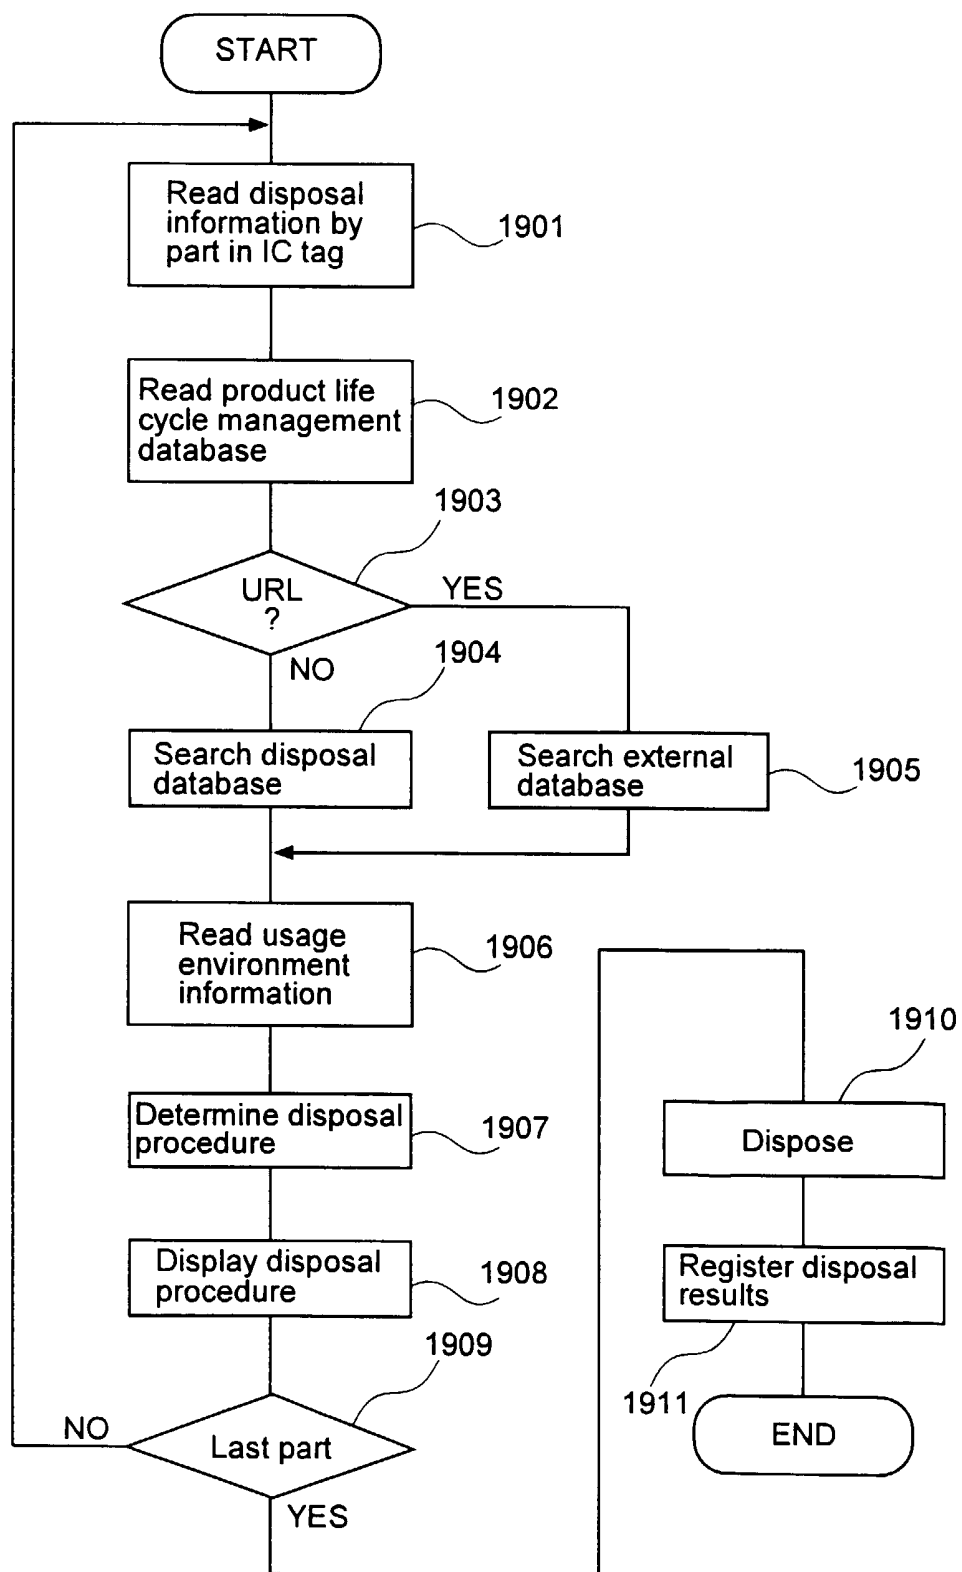 START
Read disposal
information by
part in IC tag
1901
Read product life
cycle management
database
1902
1903
URL
?
YES
NO
1904
Search disposal
database
Search external
database
1905
Read usage
environment
information
1906
Determine disposal
procedure
1907
Display disposal
procedure
1908
1909
Last part
NO
YES
1910
Dispose
Register disposal
results
1911
END